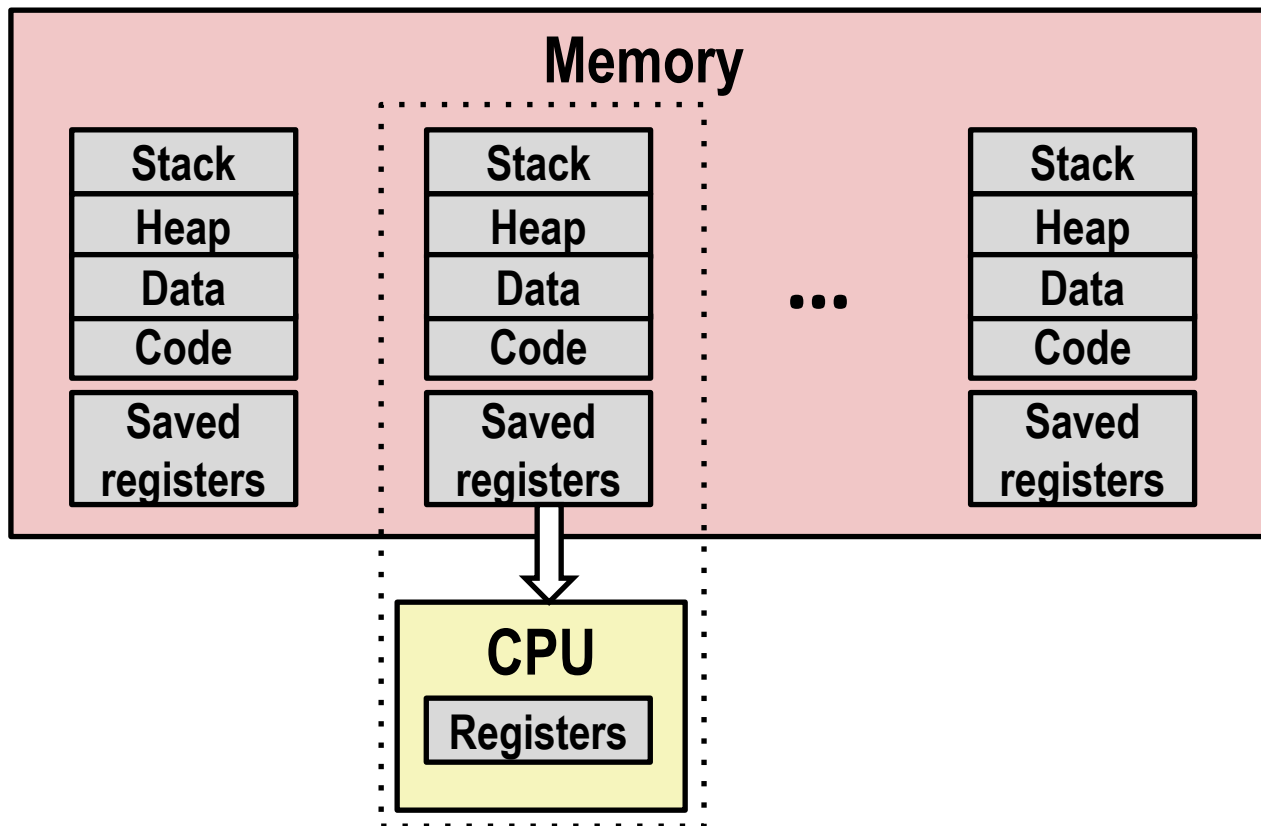 Memory
Stack
Heap
Data
Code
Saved
registers
Stack
Heap
Data
Code
Saved
registers
...
Stack
Heap
Data
Code
Saved
registers
CPU
Registers